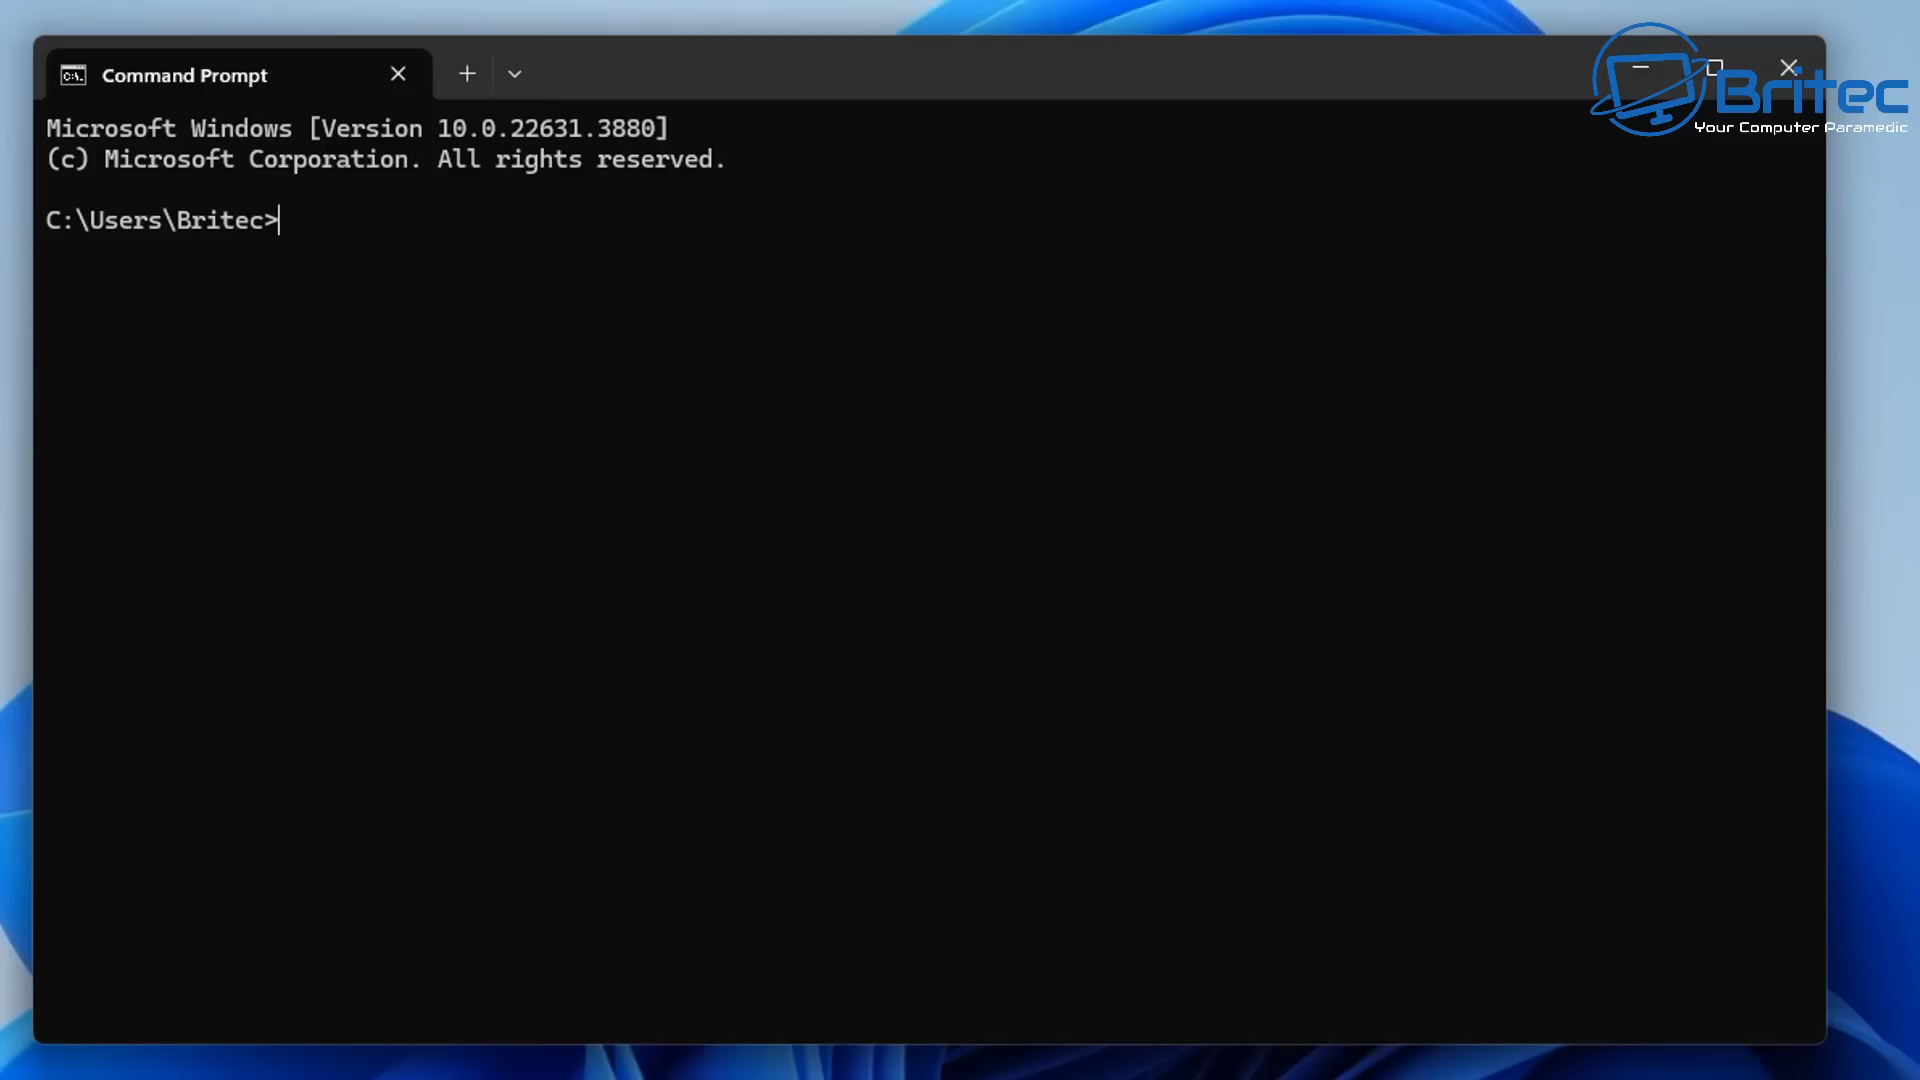 Command Prompt
Britec
Your Computer Paramedic
Microsoft Windows [Version 10.0.22631.3880]
(c) Microsoft Corporation. All rights reserved.
C:\Users\Britec>